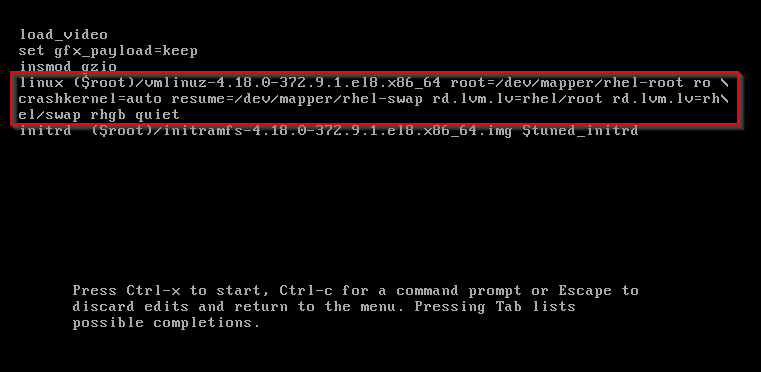 load_video
set gfx_payload=keep
insmod gzio
linux ($root)/vmlinuz-4.18.0-372.9.1.el8.x86_64 root=/dev/mapper/rhel-root ro \
crashkernel=auto resume=/dev/mapper/rhel-swap rd.lvm.lv=rhel/root rd.lvm.lv=rh\
el/swap rhgb quiet
initrd  ($root)/initramfs-4.18.0-372.9.1.el8.x86_64.img $tuned_initrd
Press Ctrl-x to start, Ctrl-c for a command prompt or Escape to
discard edits and return to the menu. Pressing Tab lists
possible completions.